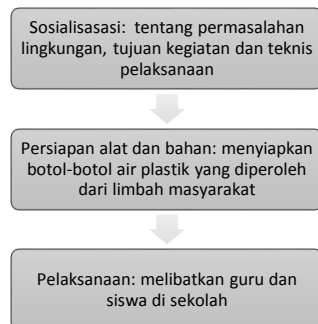 Sosialisasasi: tentang permasalahan
lingkungan, tujuan kegiatan dan teknis
pelaksanaan
Persiapan alat dan bahan: menyiapkan
botol-botol air plastik yang diperoleh
dari limbah masyarakat
Pelaksanaan: melibatkan guru dan
siswa di sekolah